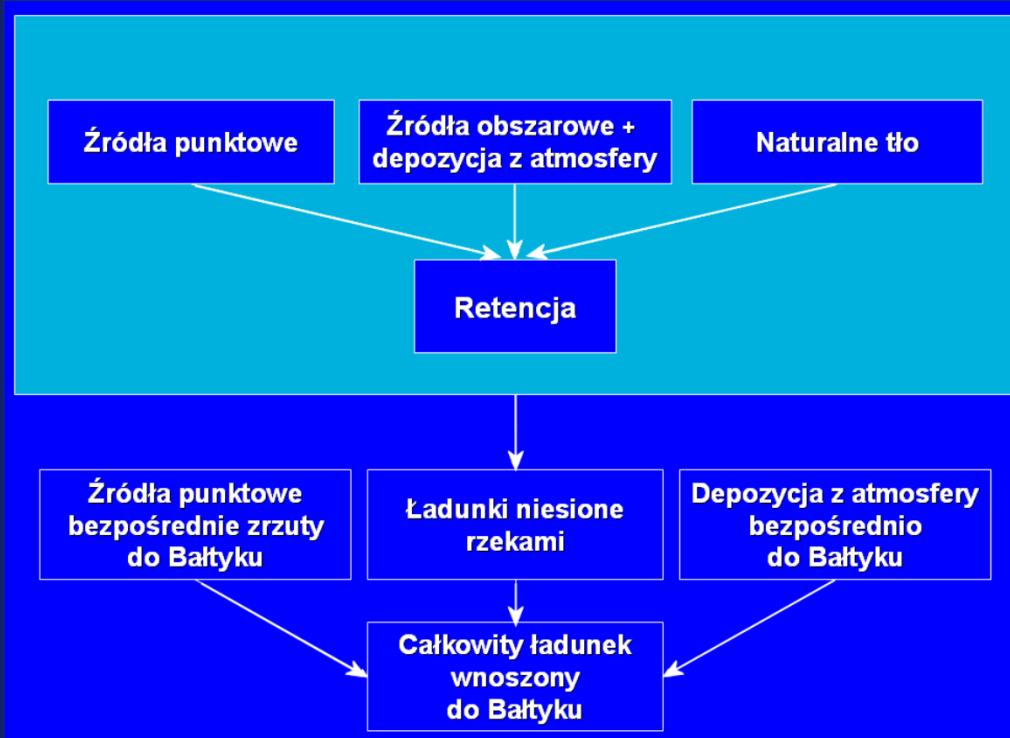 Źródła punktowe
Źródła obszarowe +
depozycja z atmosfery
Naturalne tło
Retencja
Źródła punktowe
bezpośrednie zrzuty
do Bałtyku
Ładunki niesione
rzekami
Depozycja z atmosfery
bezpośrednio
do Bałtyku
Całkowity ładunek
wnoszony
do Bałtyku